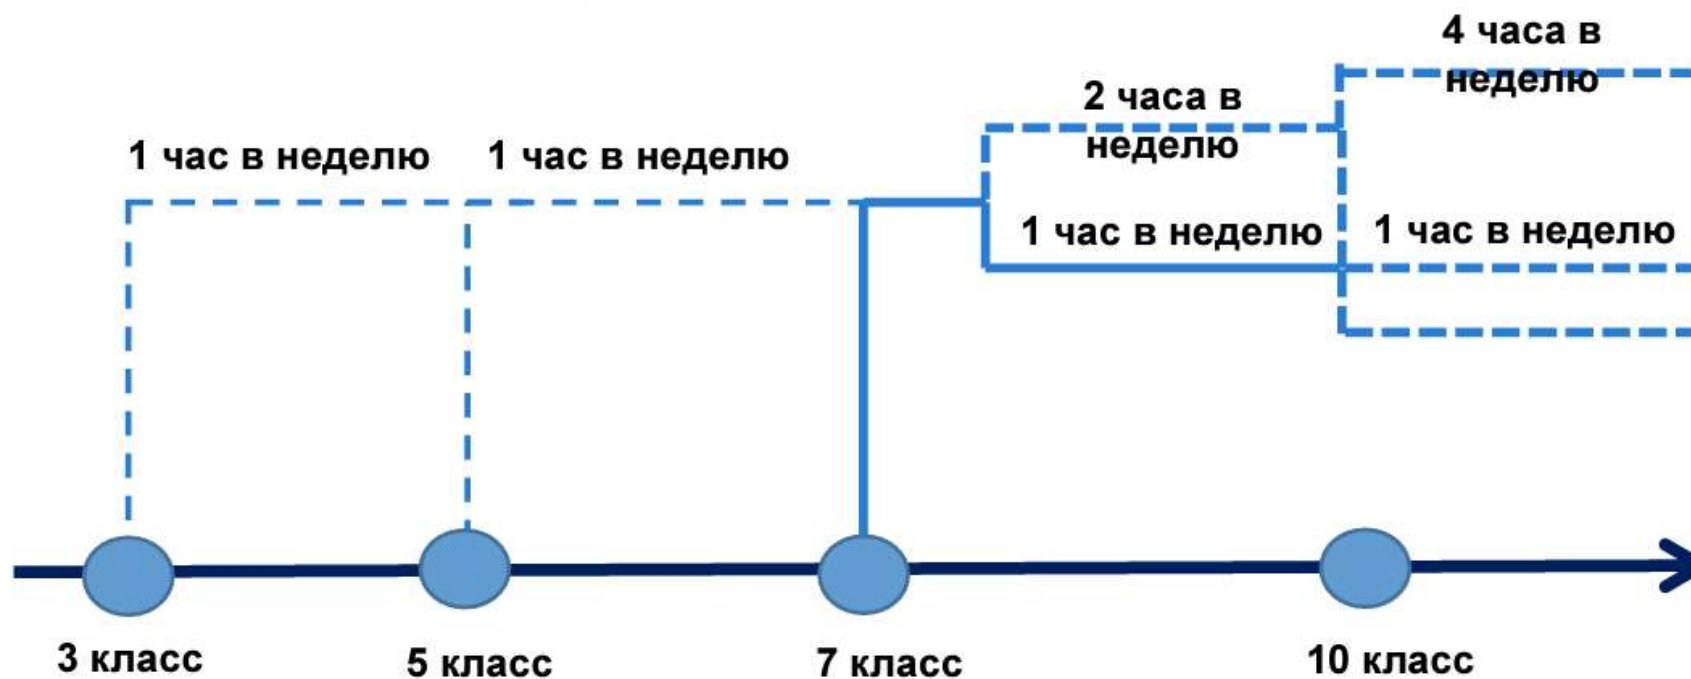 4 часа в
неделю
2 часа в
неделю
1 час в неделю
1 час в неделю
1 час в неделю
1 час в неделю
3 класс
5 класс
7 класс
10 класс